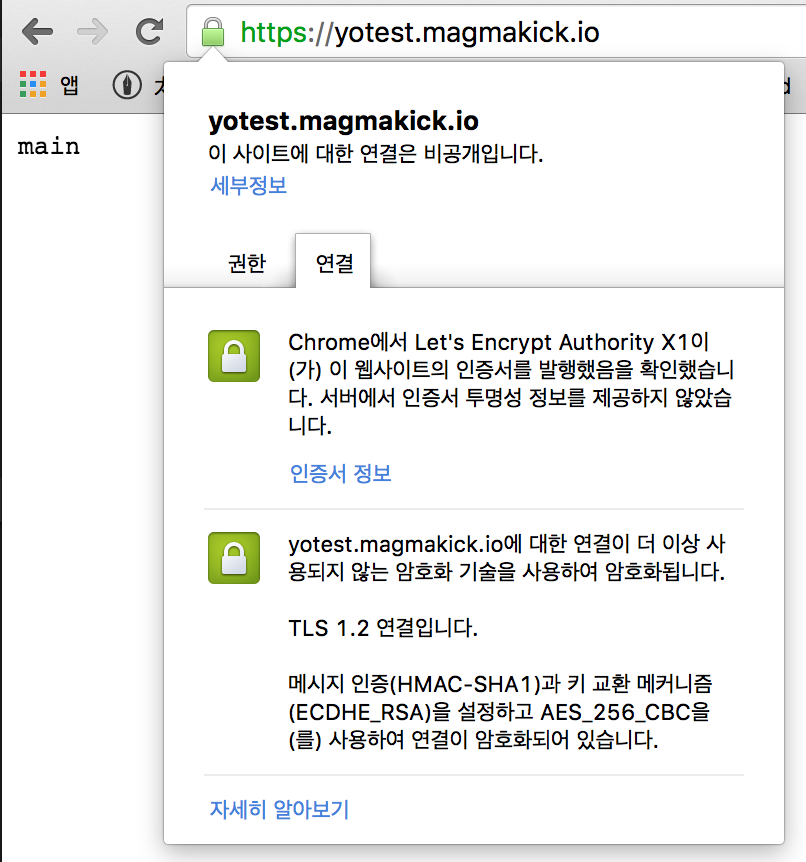 https://yotest.magmakick.io
앱
main
yotest.magmakick.io
이 사이트에 대한 연결은 비공개입니다.
세부정보
권한
연결
Chrome에서 Let's Encrypt Authority X1이
(가) 이 웹사이트의 인증서를 발행했음을 확인했습니
다. 서버에서 인증서 투명성 정보를 제공하지 않았습
니다.
인증서 정보
yotest.magmakick.io에 대한 연결이 더 이상 사
용되지 않는 암호화 기술을 사용하여 암호화됩니다.
TLS 1.2 연결입니다.
메시지 인증(HMAC-SHA1)과 키 교환 메커니즘
(ECDHE_RSA)을 설정하고 AES_256_CBC을
(를) 사용하여 연결이 암호화되어 있습니다.
자세히 알아보기